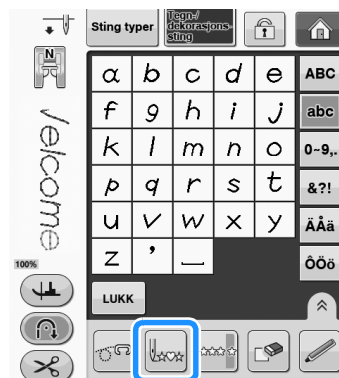 Sting typer
Tegn-/
dekorasjons-
sting
N
velcome
100%
a b c d e ABC
f g h i j abc
k l m n o 0~9,.
p q r s t &?!
u v w x y ÄÅä
z ' _ ÔÖö
LUKK